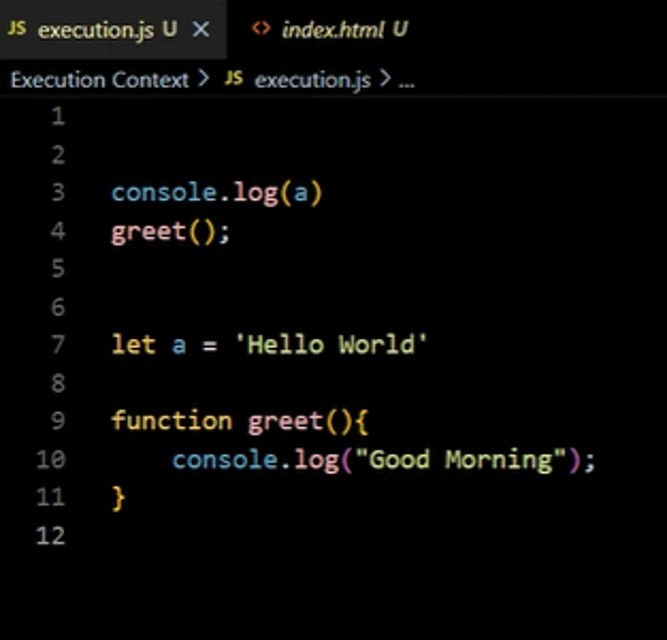 JS execution.js U × <> index.html U
Execution Context > JS execution.js > ...
1
2
3 console.log(a)
4 greet();
5
6
7 let a = 'Hello World'
8
9 function greet(){
10 console.log("Good Morning");
11 }
12